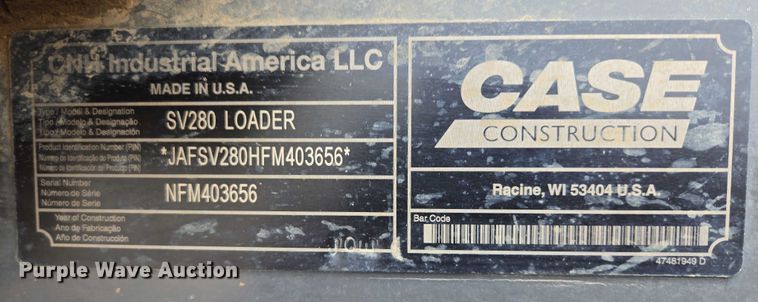 CNH Industrial America LLC
MADE IN U.S.A.
Type / Model & Designation
Tipo / Modelo & Designação
Tipo / Modelo & Designación
SV280 LOADER
Product Identification Number (PIN)
Número de Identificação do Produto (PIN)
Número de Identificación de Producto (PIN)
*JAFSV280HFM403656*
Serial Number
Número de Série
Número de Serie
NFM403656
Year of Construction
Ano de Fabricação
Año de Construcción
CASE
CONSTRUCTION
Racine, WI 53404 U.S.A.
Bar Code
47481949 D
Purple Wave Auction